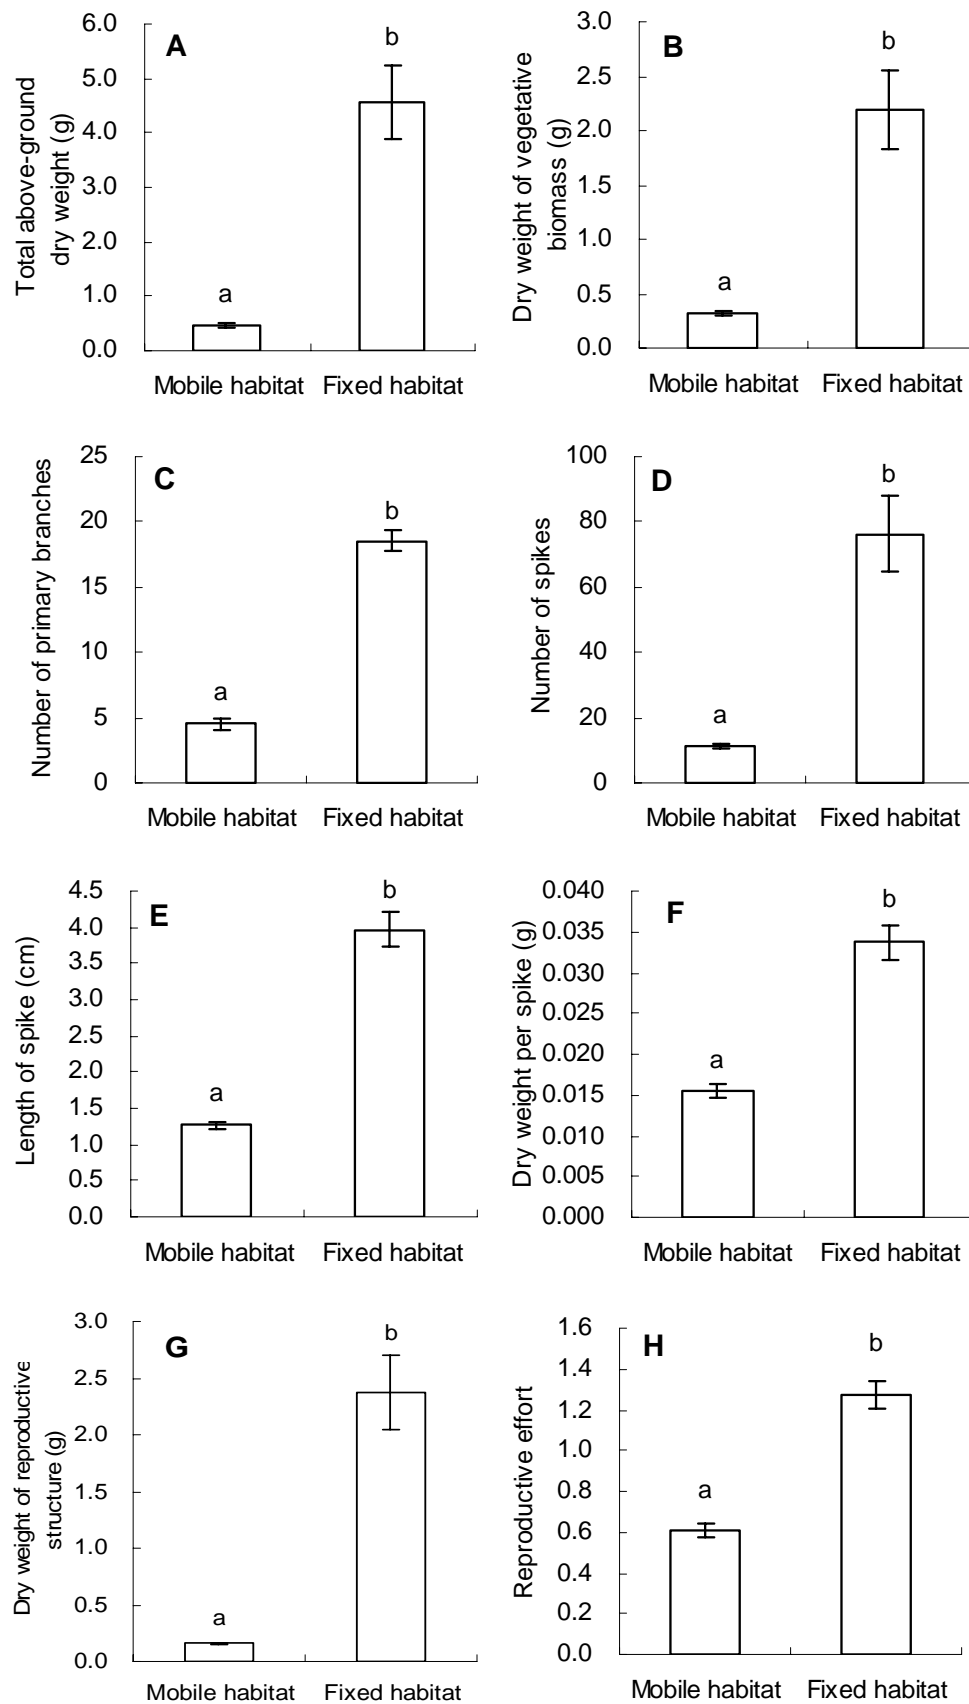 A
Total above-ground
dry weight (g)
6.0
5.0
4.0
3.0
2.0
1.0
0.0
a
b
Mobile habitat Fixed habitat
B
Dry weight of vegetative
biomass (g)
3.0
2.5
2.0
1.5
1.0
0.5
0.0
a
b
Mobile habitat Fixed habitat
C
Number of primary branches
25
20
15
10
5
0
a
b
Mobile habitat Fixed habitat
D
Number of spikes
100
80
60
40
20
0
a
b
Mobile habitat Fixed habitat
E
Length of spike (cm)
4.5
4.0
3.5
3.0
2.5
2.0
1.5
1.0
0.5
0.0
a
b
Mobile habitat Fixed habitat
F
Dry weight per spike (g)
0.040
0.035
0.030
0.025
0.020
0.015
0.010
0.005
0.000
a
b
Mobile habitat Fixed habitat
G
Dry weight of reproductive
structure (g)
3.0
2.5
2.0
1.5
1.0
0.5
0.0
a
b
Mobile habitat Fixed habitat
H
Reproductive effort
1.6
1.4
1.2
1.0
0.8
0.6
0.4
0.2
0.0
a
b
Mobile habitat Fixed habitat